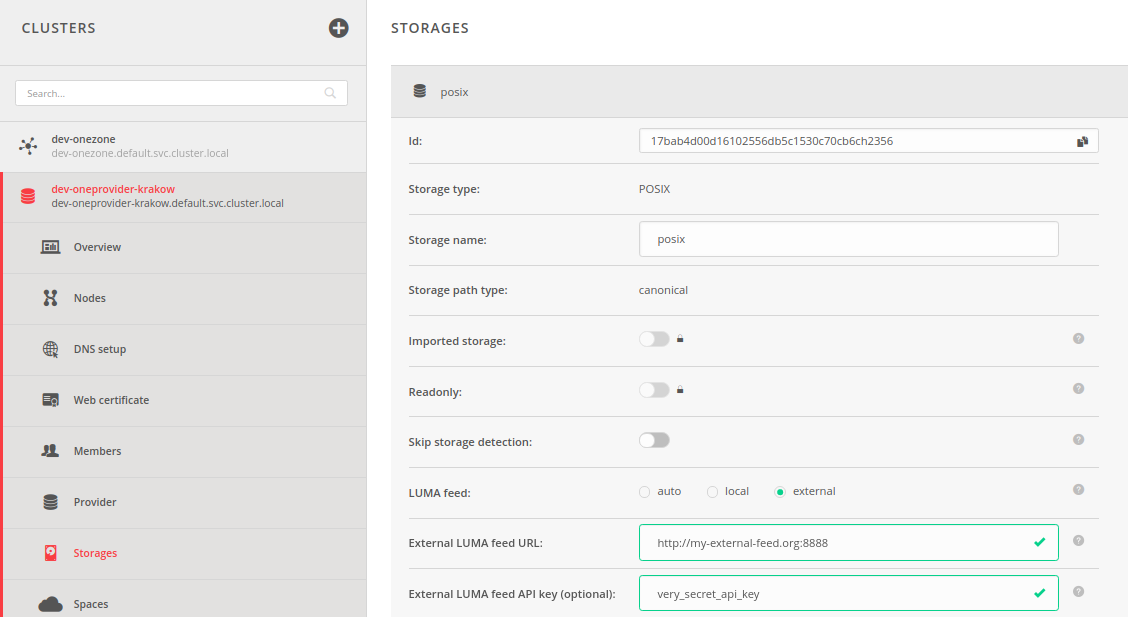 CLUSTERS
Search...
dev-onezone
dev-onezone.default.svc.cluster.local
dev-oneprovider-krakow
dev-oneprovider-krakow.default.svc.cluster.local
Overview
Nodes
DNS setup
Web certificate
Members
Provider
Storages
Spaces
STORAGES
posix
Id: 17bab4d00d16102556db5c1530c70cb6ch2356
Storage type: POSIX
Storage name: posix
Storage path type: canonical
Imported storage: ?
Readonly: ?
Skip storage detection: ?
LUMA feed: auto local external ?
External LUMA feed URL: http://my-external-feed.org:8888 ?
External LUMA feed API key (optional): very_secret_api_key ?